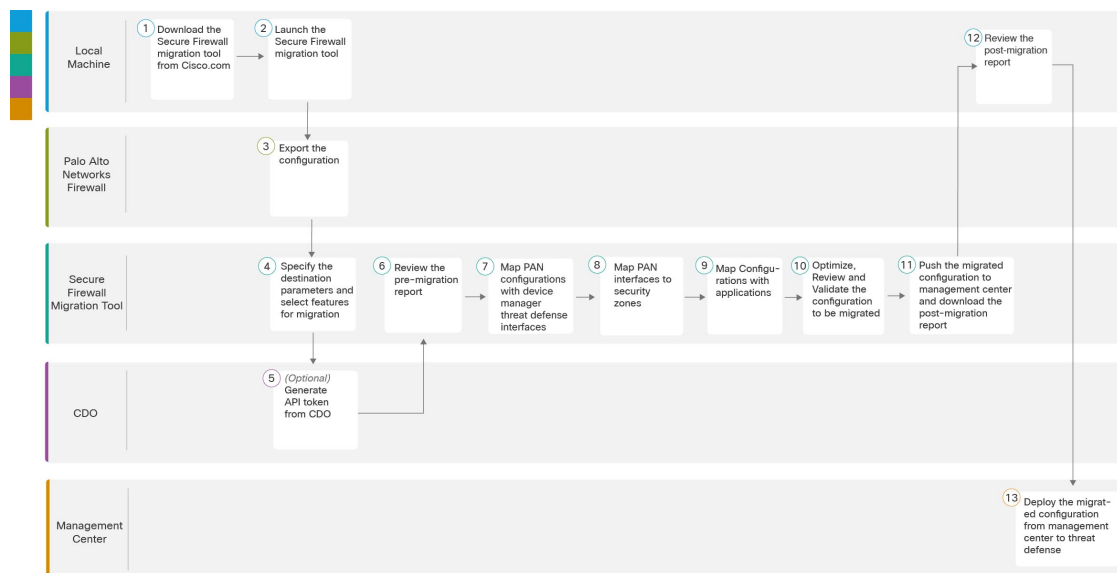 Local
Machine
1
Download the
Secure Firewall
migration tool
from Cisco.com
2
Launch the
Secure Firewall
migration tool
12
Review the
post-migration
report
Palo Alto
Networks
Firewall
3
Export the
configuration
Secure
Firewall
Migration Tool
4
Specify the
destination
parameters and
select features
for migration
6
Review the
pre-migration
report
7
Map PAN
configurations
with device
manager
threat defense
interfaces
8
Map PAN
interfaces to
security
zones
9
Map Configu-
rations with
applications
10
Optimize,
Review and
Validate the
configuration
to be migrated
11
Push the migrated
configuration to
management center
and download the
post-migration
report
CDO
5
(Optional)
Generate
API token
from CDO
Management
Center
13
Deploy the migrat-
ed configuration
from management
center to threat
defense